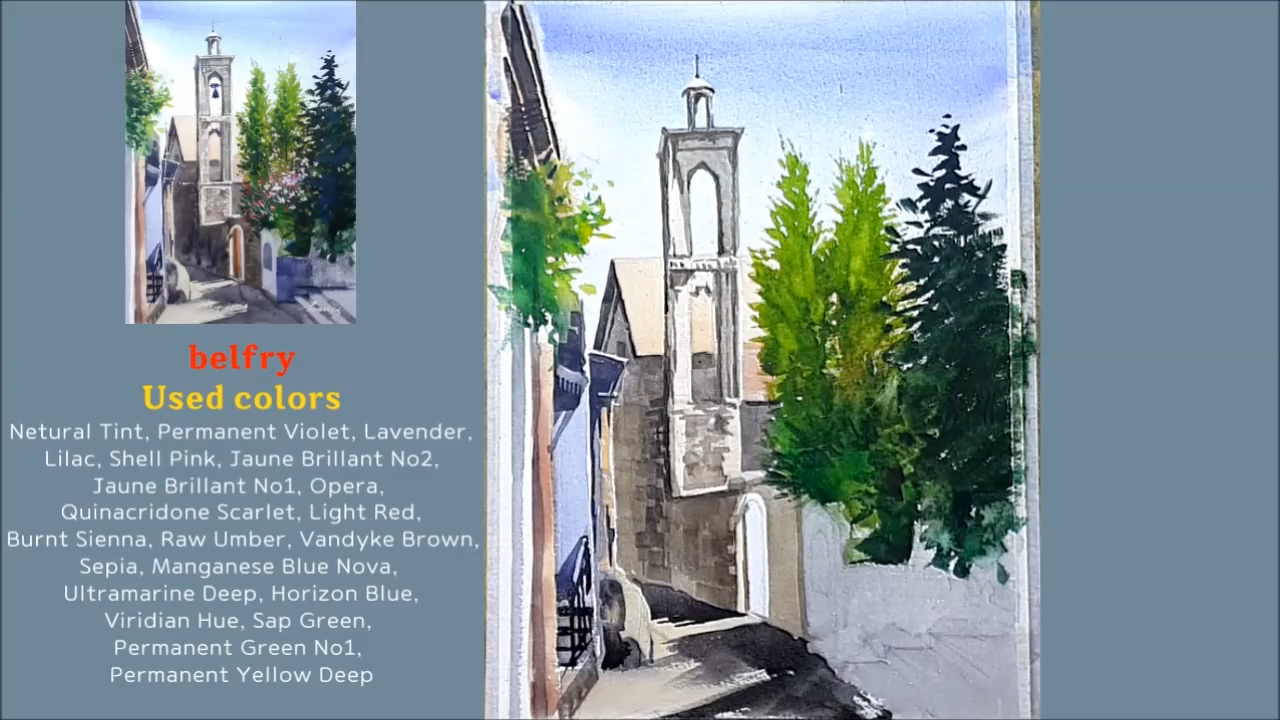 belfry
Used colors
Netural Tint, Permanent Violet, Lavender,
Lilac, Shell Pink, Jaune Brillant No2,
Jaune Brillant No1, Opera,
Quinacridone Scarlet, Light Red,
Burnt Sienna, Raw Umber, Vandyke Brown,
Sepia, Manganese Blue Nova,
Ultramarine Deep, Horizon Blue,
Viridian Hue, Sap Green,
Permanent Green No1,
Permanent Yellow Deep